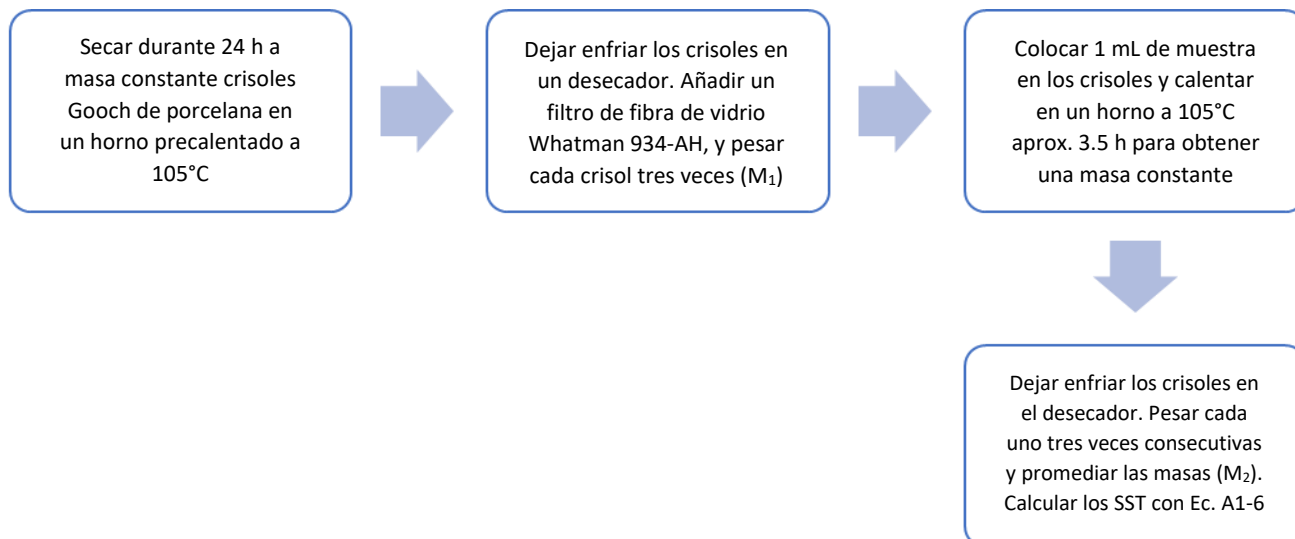 Secar durante 24 h a
masa constante crisoles
Gooch de porcelana en
un horno precalentado a
105°C
Dejar enfriar los crisoles en
un desecador. Añadir un
filtro de fibra de vidrio
Whatman 934-AH, y pesar
cada crisol tres veces (M₁)
Colocar 1 mL de muestra
en los crisoles y calentar
en un horno a 105°C
aprox. 3.5 h para obtener
una masa constante
Dejar enfriar los crisoles en
el desecador. Pesar cada
uno tres veces consecutivas
y promediar las masas (M₂).
Calcular los SST con Ec. A1-6